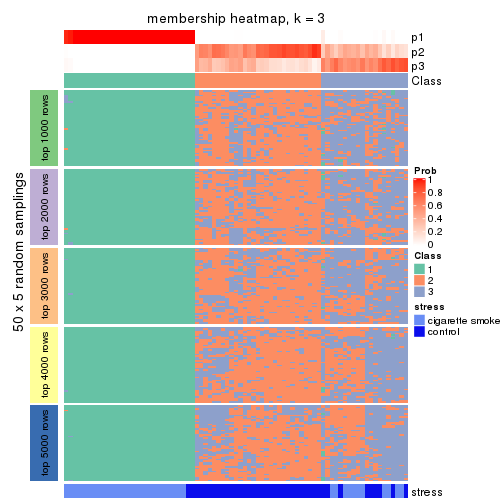 membership heatmap, k = 3
p1
p2
p3
Class
50 x 5 random samplings
top 1000 rows
top 2000 rows
top 3000 rows
top 4000 rows
top 5000 rows
Prob
1
0.8
0.6
0.4
0.2
0
Class
1
2
3
stress
cigarette smoke
control
stress